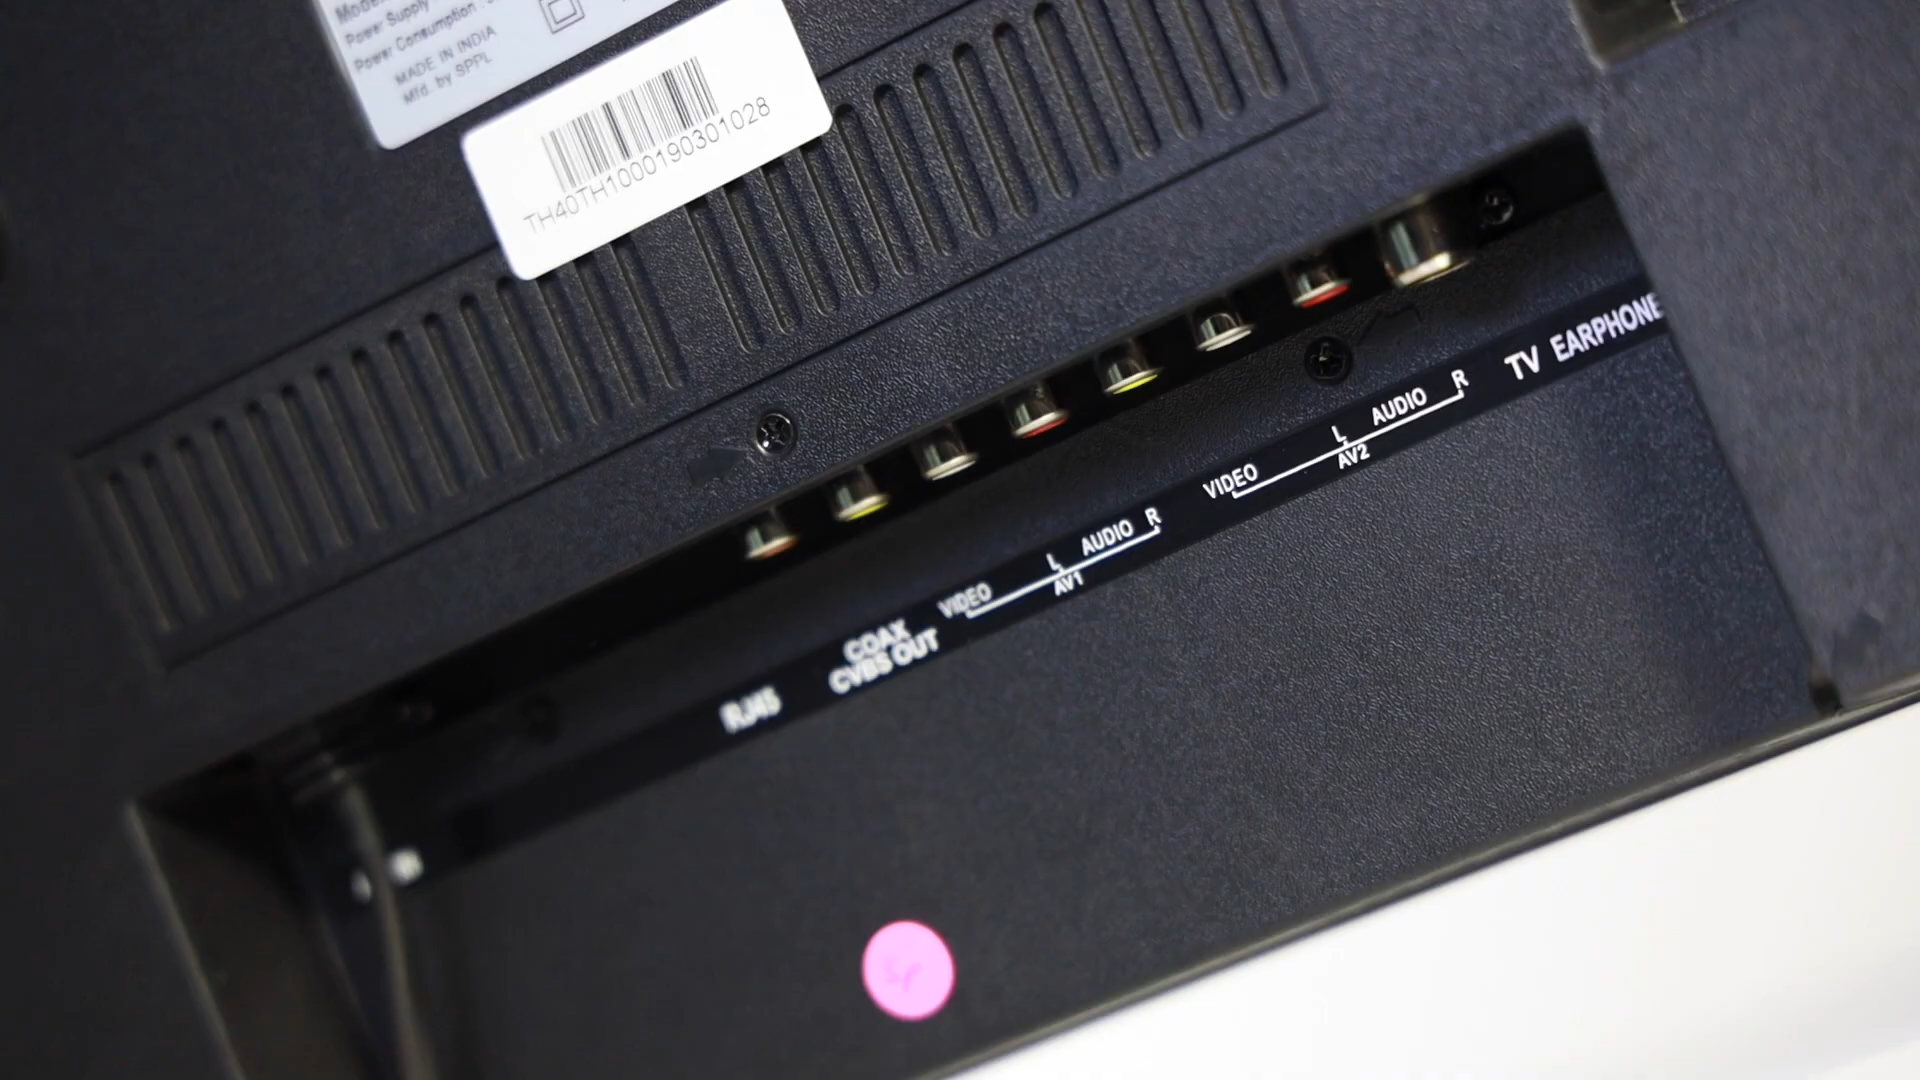 Model
Power Supply
Power Consumption :
MADE IN INDIA
Mfd. by SPPL
TH40TH1000190301028
TV EARPHONE
VIDEO L AUDIO R
AV2
VIDEO L AUDIO R
AV1
COAX
CVBS OUT
RJ45